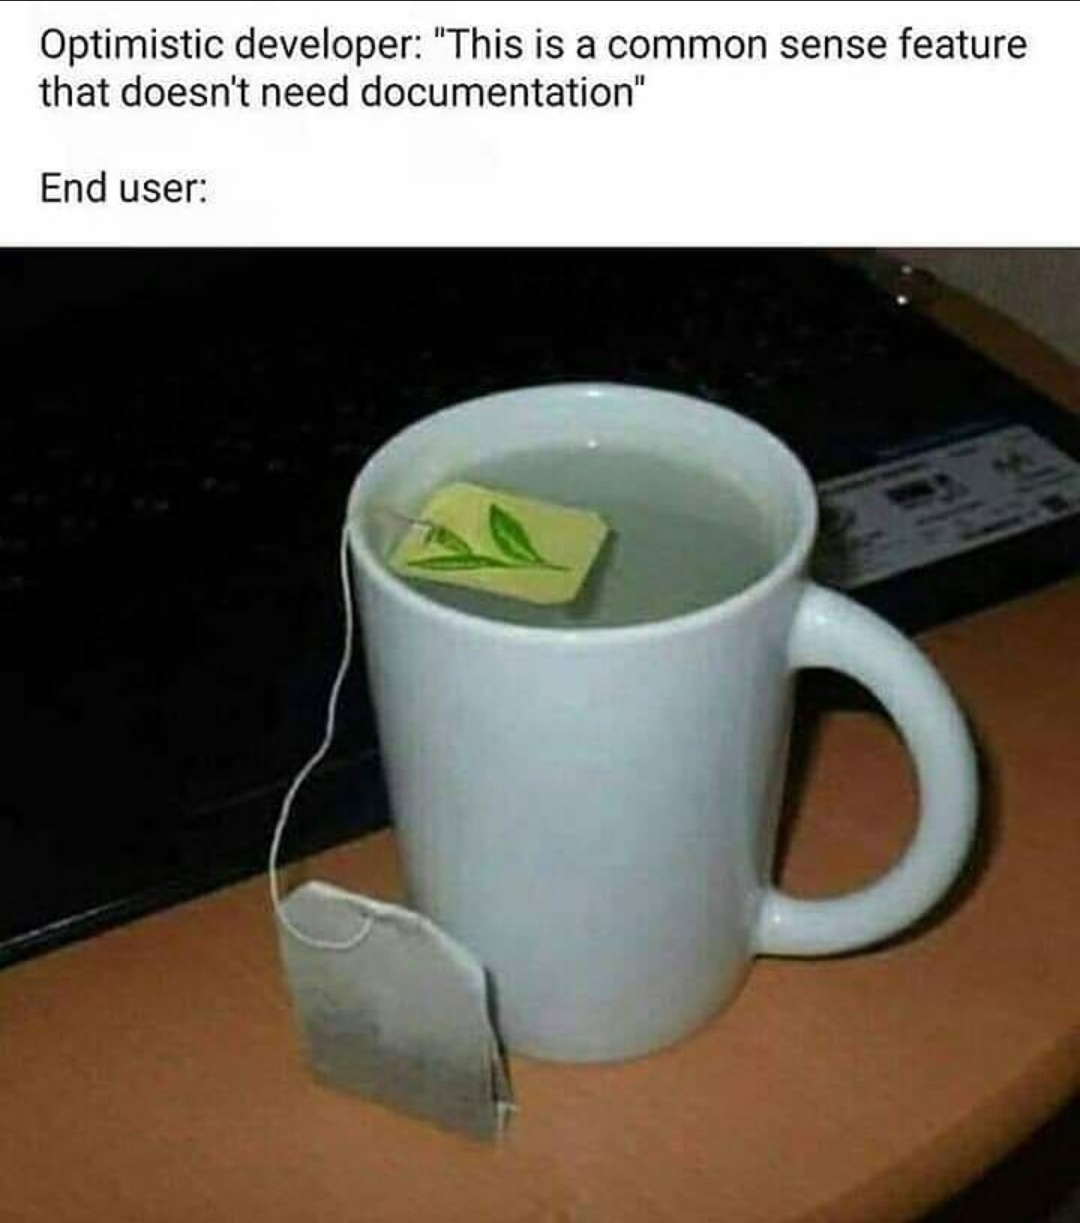 Optimistic developer: "This is a common sense feature
that doesn't need documentation"
End user: